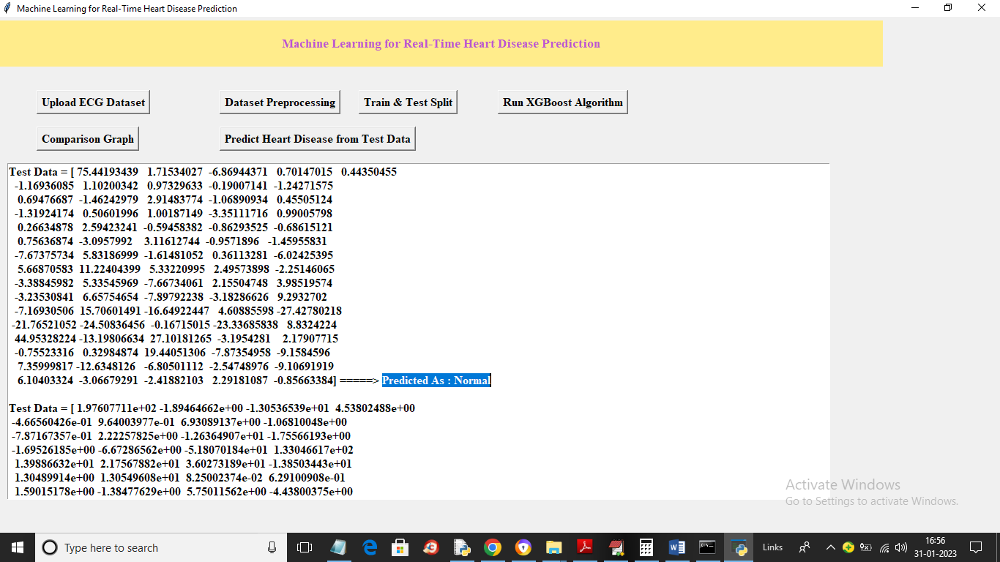 Machine Learning for Real-Time Heart Disease Prediction
Machine Learning for Real-Time Heart Disease Prediction
Upload ECG Dataset Dataset Preprocessing Train & Test Split Run XGBoost Algorithm
Comparison Graph Predict Heart Disease from Test Data
Test Data = [ 75.44193439 1.71534027 -6.86944371 0.70147015 0.44350455
-1.16936085 1.10200342 0.97329633 -0.19007141 -1.24271575
0.69476687 -1.46242979 2.91483774 -1.06890934 0.45505124
-1.31924174 0.50601996 1.00187149 -3.35111716 0.99005798
0.26634878 2.59423241 -0.59458382 -0.86293525 -0.68615121
0.75636874 -3.0957992 3.11612744 -0.9571896 -1.45955831
-7.67375734 5.83186999 -1.61481052 0.36113281 -6.02425395
5.66870583 11.22404399 5.33220995 2.49573898 -2.25146065
-3.38845982 5.33545969 -7.66734061 2.15504748 3.98519574
-3.23530841 6.65754654 -7.89792238 -3.18286626 9.2932702
-7.16930506 15.70601491 -16.64922447 4.60885598 -27.42780218
-21.76521052 -24.50836456 -0.16715015 -23.33685838 8.8324224
44.95328224 -13.19806634 27.10181265 -3.1954281 2.17907715
-0.75523316 0.32984874 19.44051306 -7.87354958 -9.1584596
7.35999817 -12.6348126 -6.80501112 -2.54748976 -9.10691919
6.10403324 -3.06679291 -2.41882103 2.29181087 -0.85663384] =====> Predicted As : Normal
Test Data = [ 1.97607711e+02 -1.89464662e+00 -1.30536539e+01 4.53802488e+00
-4.66560426e-01 9.64003977e-01 6.93089137e+00 -1.06810048e+00
-7.87167357e-01 2.22257825e+00 -1.26364907e+01 -1.75566193e+00
-1.69526185e+00 -6.67286562e+00 -5.18070184e+01 1.33046617e+02
1.39886632e+01 2.17567882e+01 3.60273189e+01 -1.38503443e+01
1.30489914e+00 1.30549608e+01 8.25002374e-02 6.29100908e-01
1.59015178e+00 -1.38477629e+00 5.75011562e+00 -4.43800375e+00
Activate Windows
Go to Settings to activate Windows.
Type here to search
Links
16:56
31-01-2023